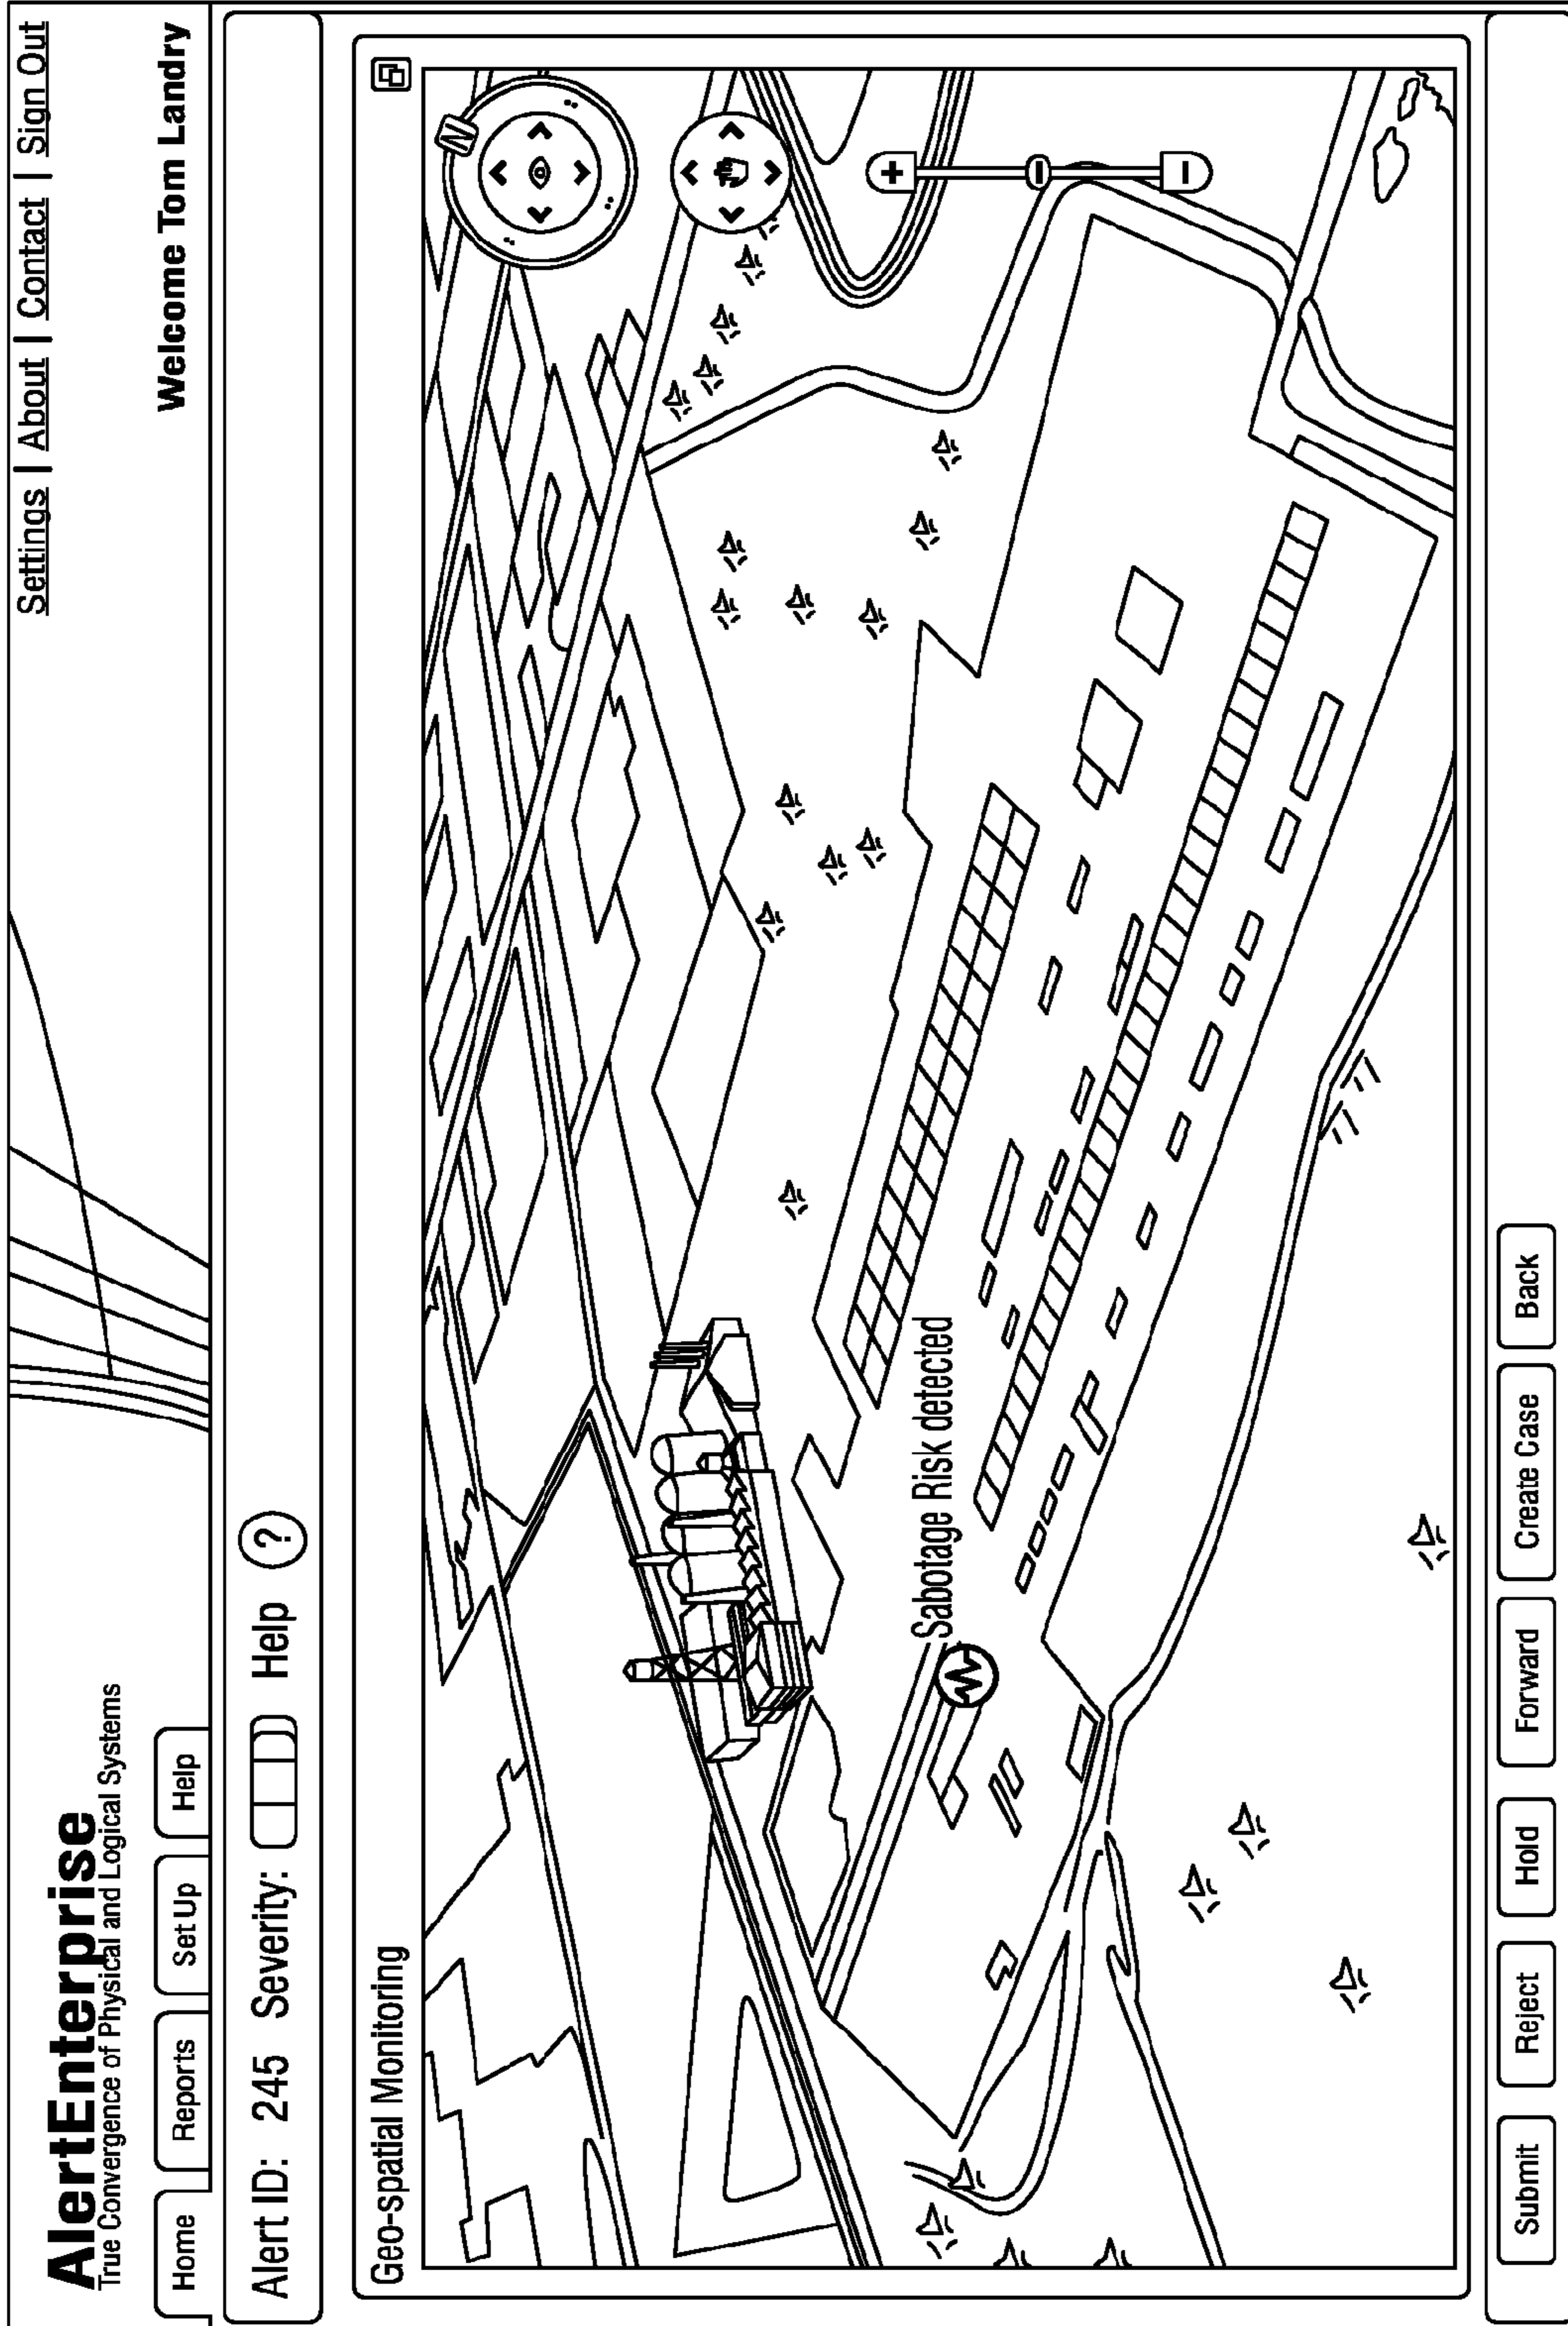 Settings | About | Contact | Sign Out
AlertEnterprise
True Convergence of Physical and Logical Systems
Welcome Tom Landry
Home Reports Set Up Help
Alert ID: 245 Severity: Help ?
Geo-spatial Monitoring
N
+
-
Sabotage Risk detected
Submit Reject Hold Forward Create Case Back